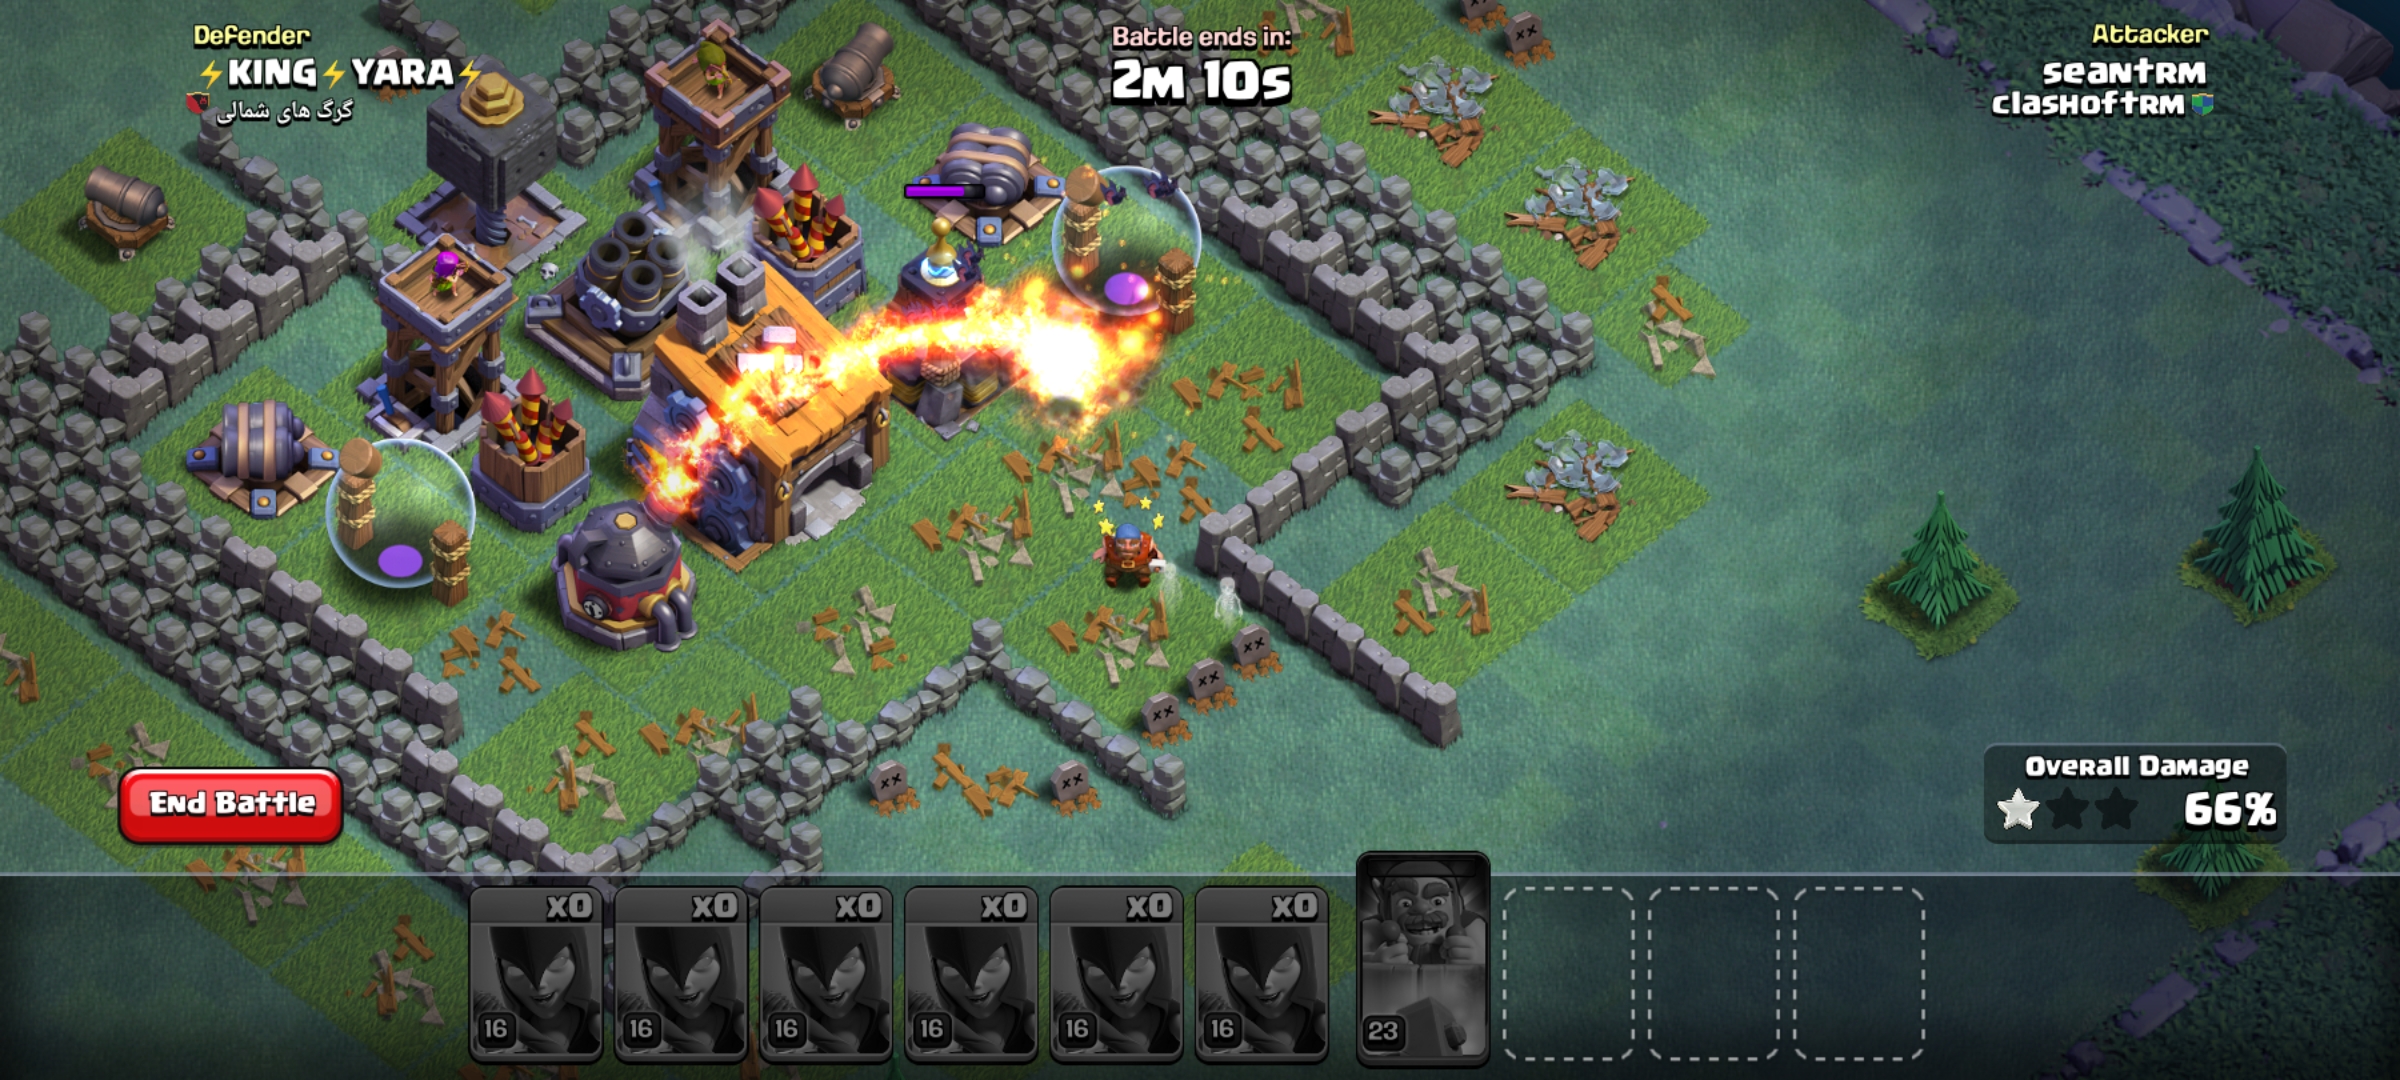 Defender
⚡KING⚡YARA⚡
گرگ های شمالی
Battle ends in:
2M 10s
Attacker
seantrm
clashoftrm
End Battle
Overall Damage
66%
x0 x0 x0 x0 x0 x0
16 16 16 16 16 16 23